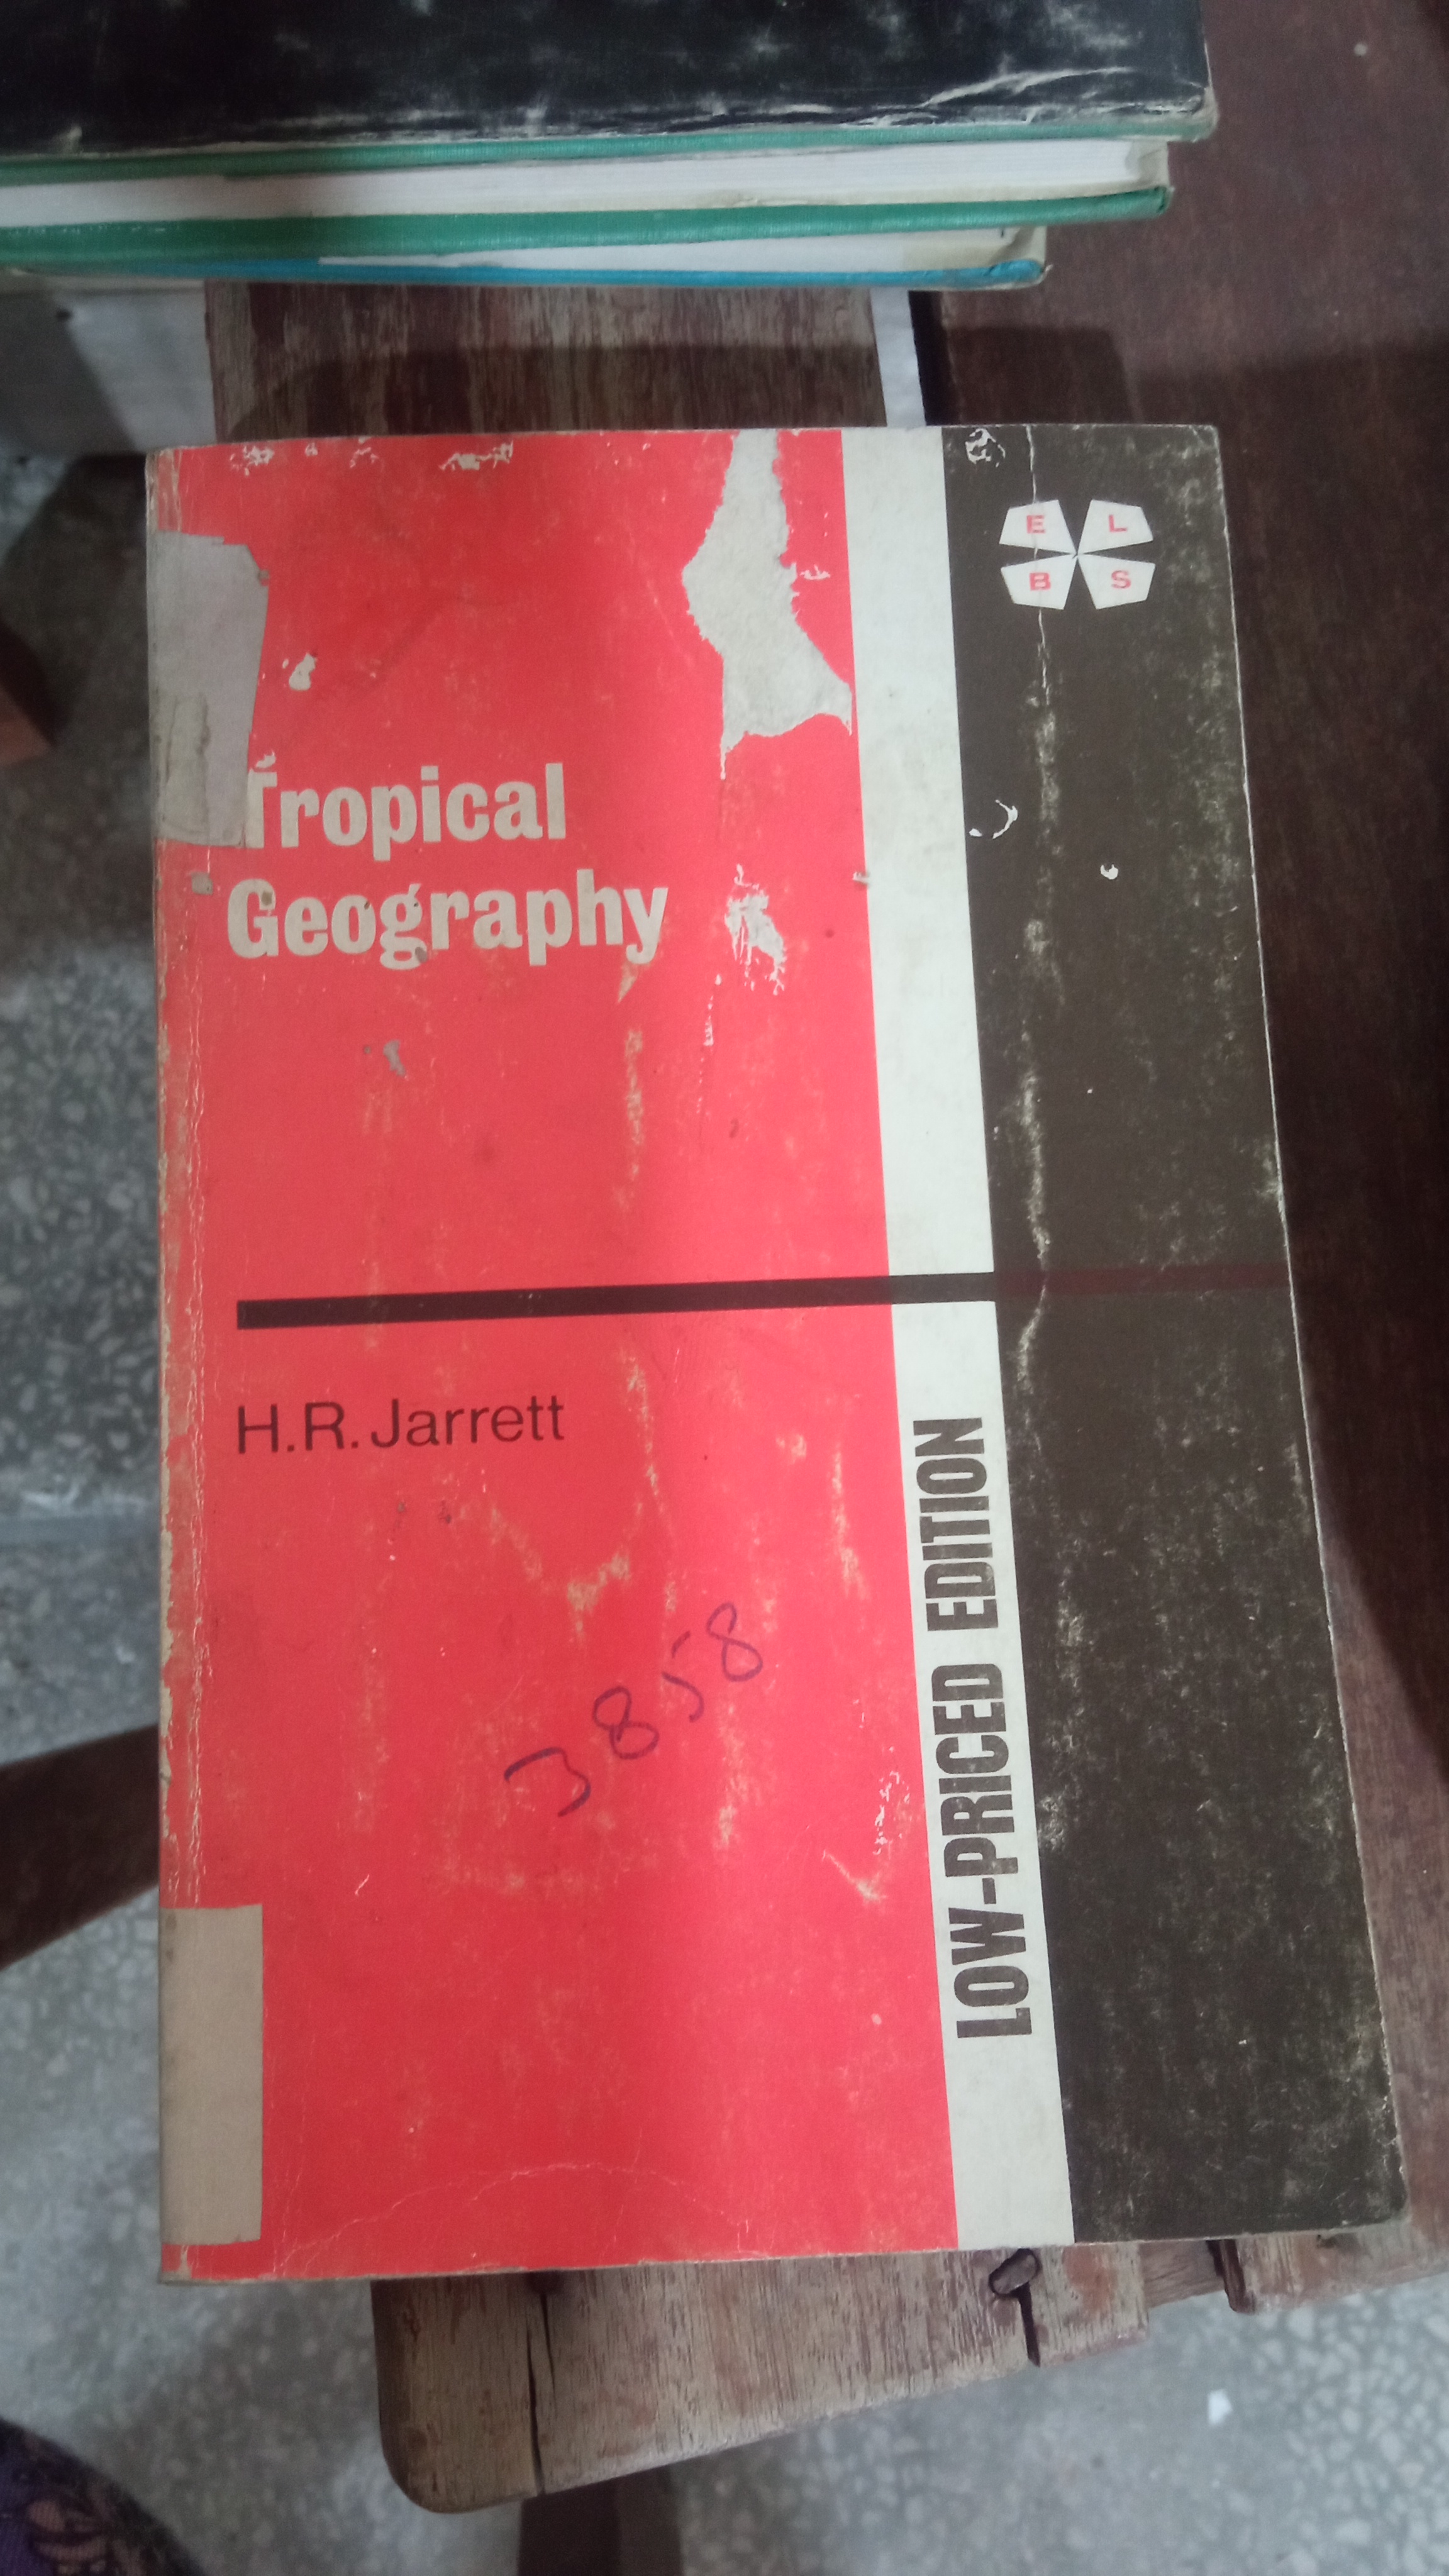 E L
B S
Tropical
Geography
H.R. Jarrett
3858
LOW-PRICED EDITION